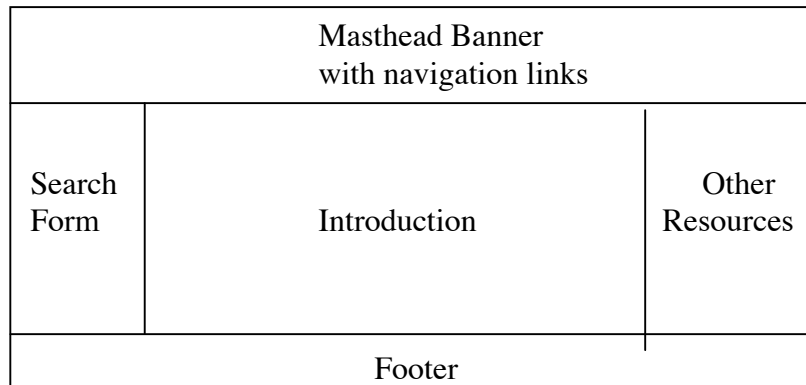 Masthead Banner
with navigation links
Search
Form
Introduction
Other
Resources
Footer